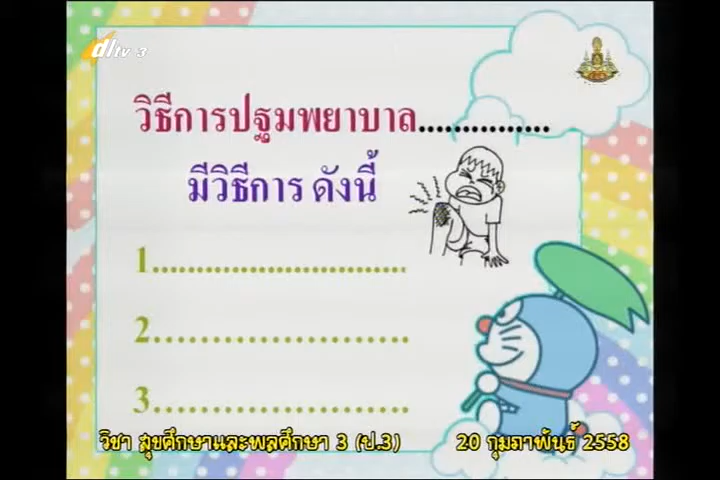 dltv 3
วิธีการปฐมพยาบาล...............
มีวิธีการ ดังนี้
1.............................
2.......................
3.......................
วิชา สุขศึกษาและพลศึกษา 3 (ป.3) 20 กุมภาพันธ์ 2558